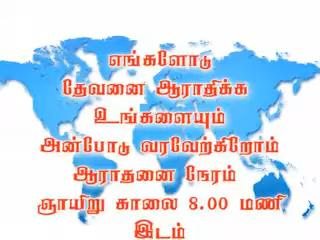 எங்களோடு
தேவனை ஆராதிக்க
உங்களையும்
அன்போடு வரவேற்கிறோம்
ஆராதனை நேரம்
ஞாயிறு காலை 8.00 மணி
இடம்